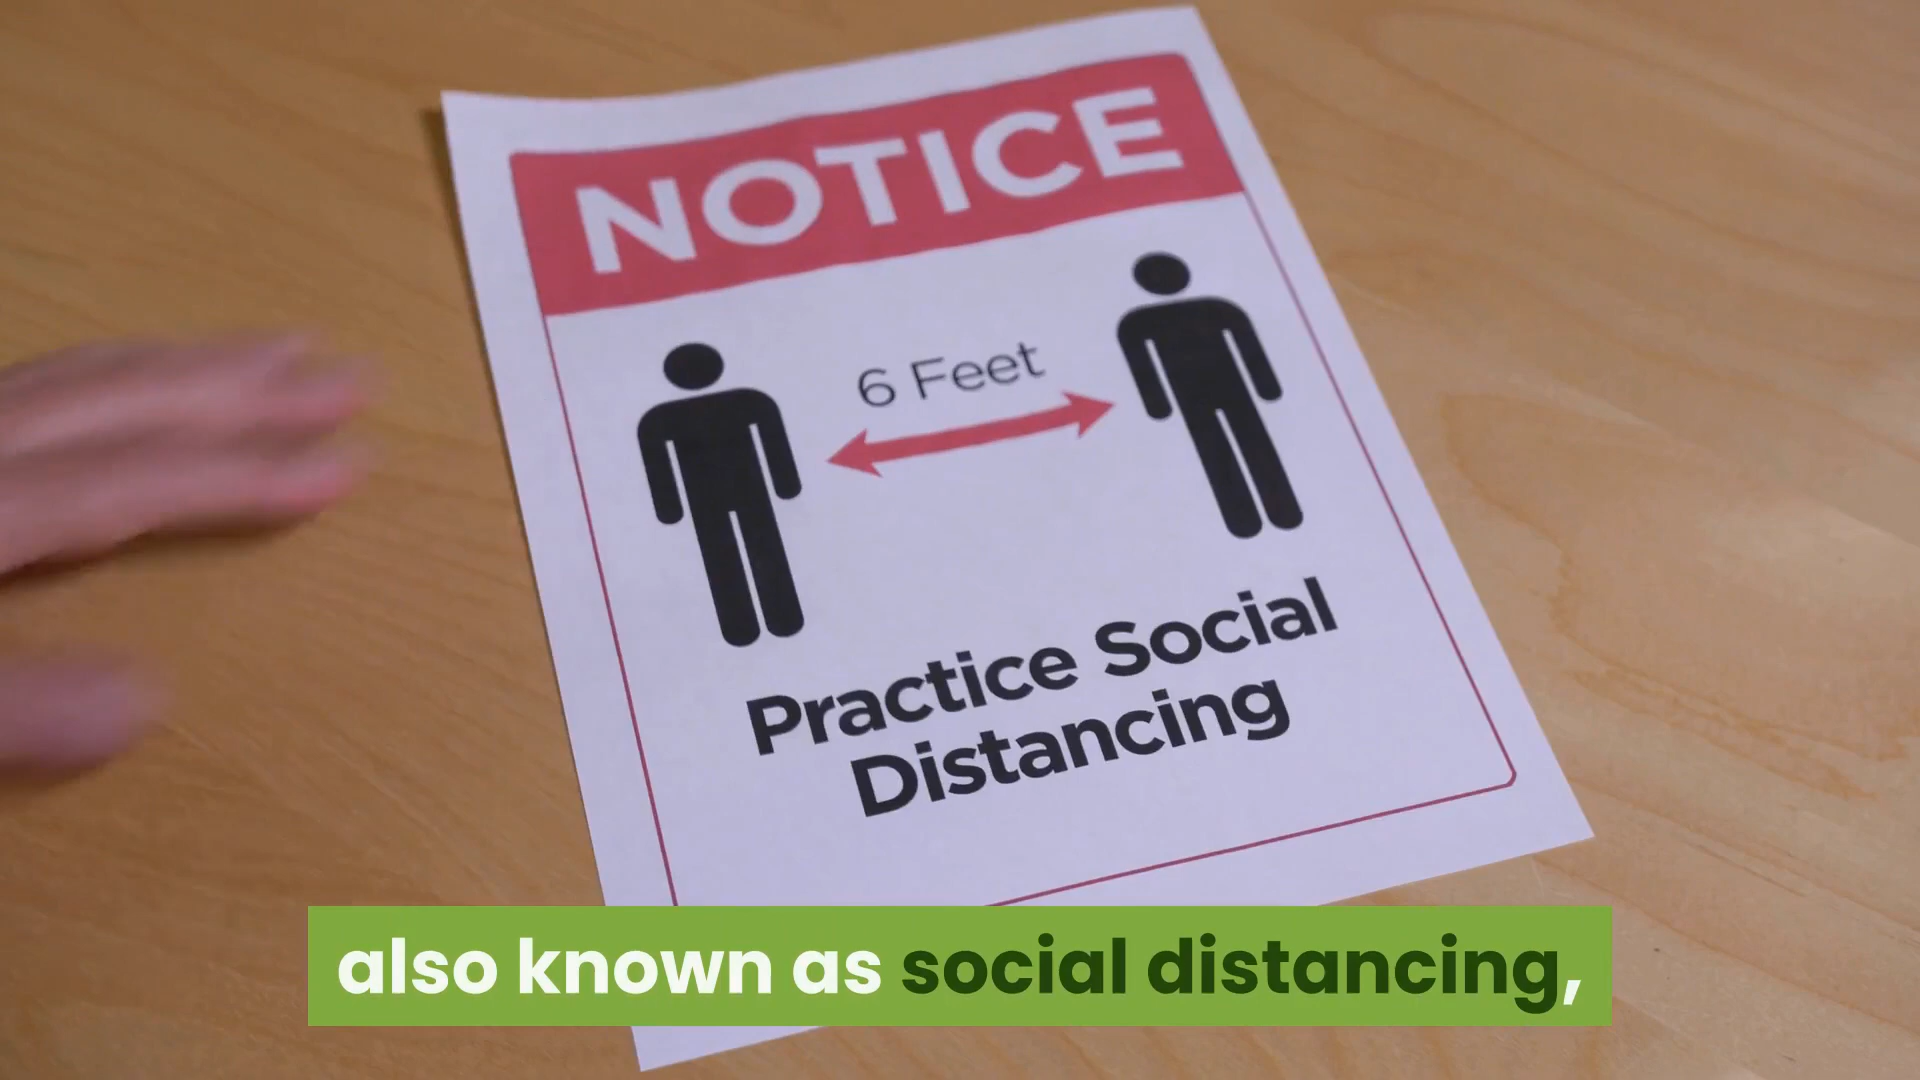 NOTICE
6 Feet
Practice Social
Distancing
also known as social distancing,